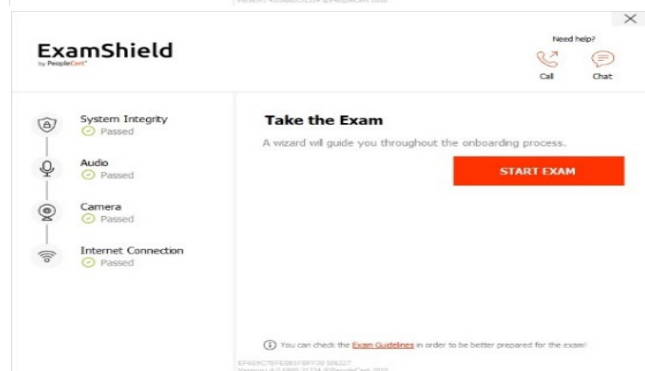 Need help?
ExamShield
by PeopleCert
Call
Chat
System Integrity
Passed
Audio
Passed
Camera
Passed
Internet Connection
Passed
Take the Exam
A wizard will guide you throughout the onboarding process.
START EXAM
You can check the Exam Guidelines in order to be better prepared for the exam!